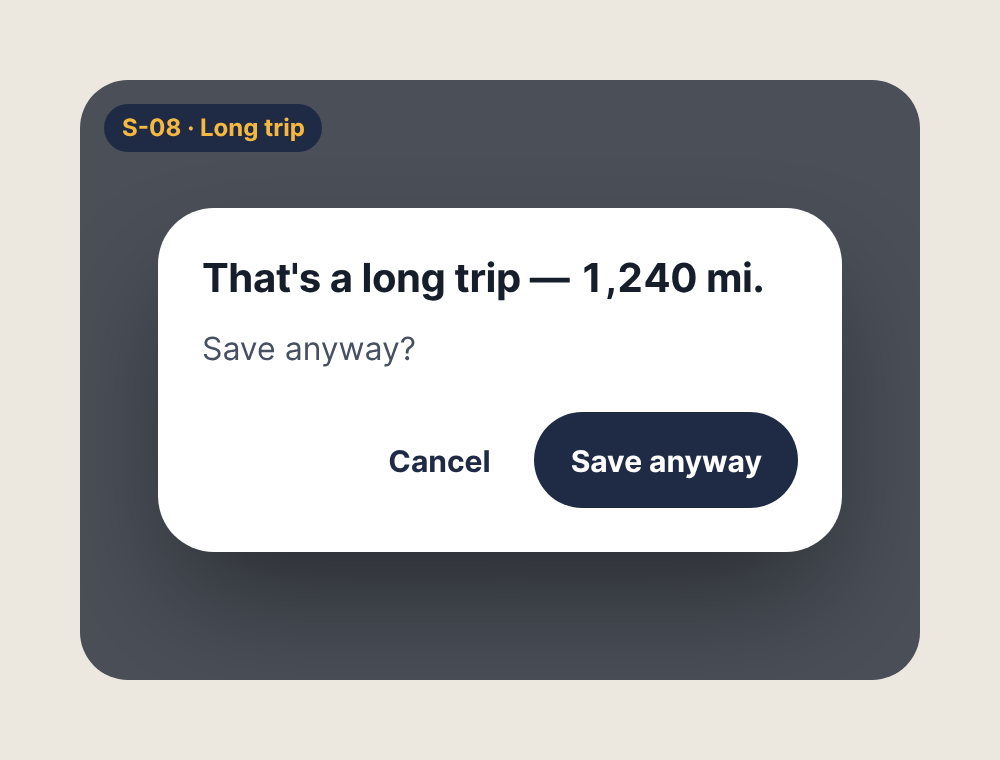 S-08 · Long trip
That's a long trip — 1,240 mi.
Save anyway?
Cancel
Save anyway